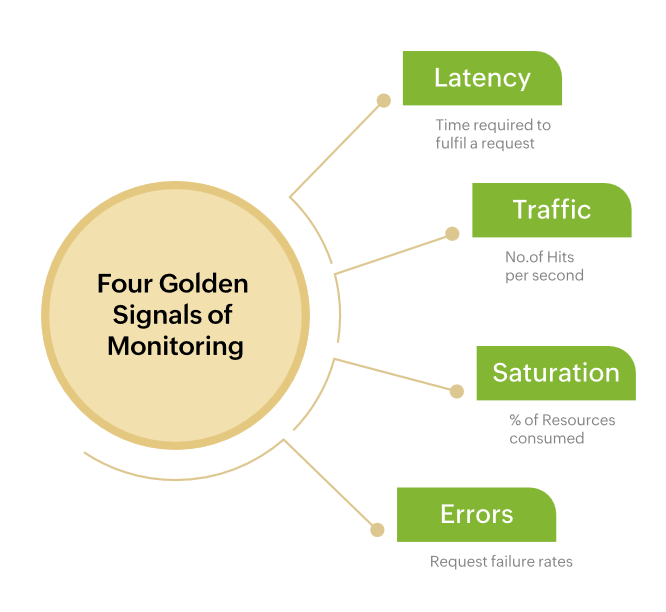 Four Golden
Signals of
Monitoring
Latency
Time required to
fulfil a request
Traffic
No.of Hits
per second
Saturation
% of Resources
consumed
Errors
Request failure rates